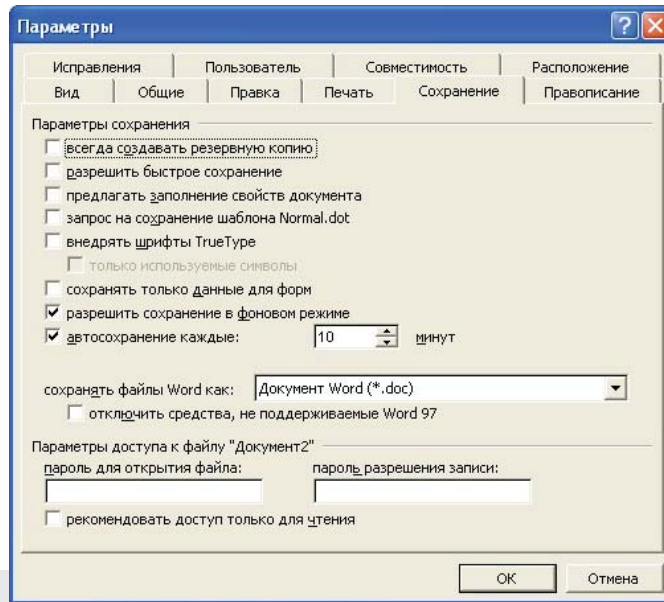 Параметры
Исправления Пользователь Совместимость Расположение
Вид Общие Правка Печать Сохранение Правописание
Параметры сохранения
всегда создавать резервную копию
разрешить быстрое сохранение
предлагать заполнение свойств документа
запрос на сохранение шаблона Normal.dot
внедрять шрифты TrueType
только используемые символы
сохранять только данные для форм
разрешить сохранение в фоновом режиме
автосохранение каждые: 10 минут
сохранять файлы Word как: Документ Word (*.doc)
отключить средства, не поддерживаемые Word 97
Параметры доступа к файлу "Документ2"
пароль для открытия файла: пароль разрешения записи:
рекомендовать доступ только для чтения
ОК Отмена